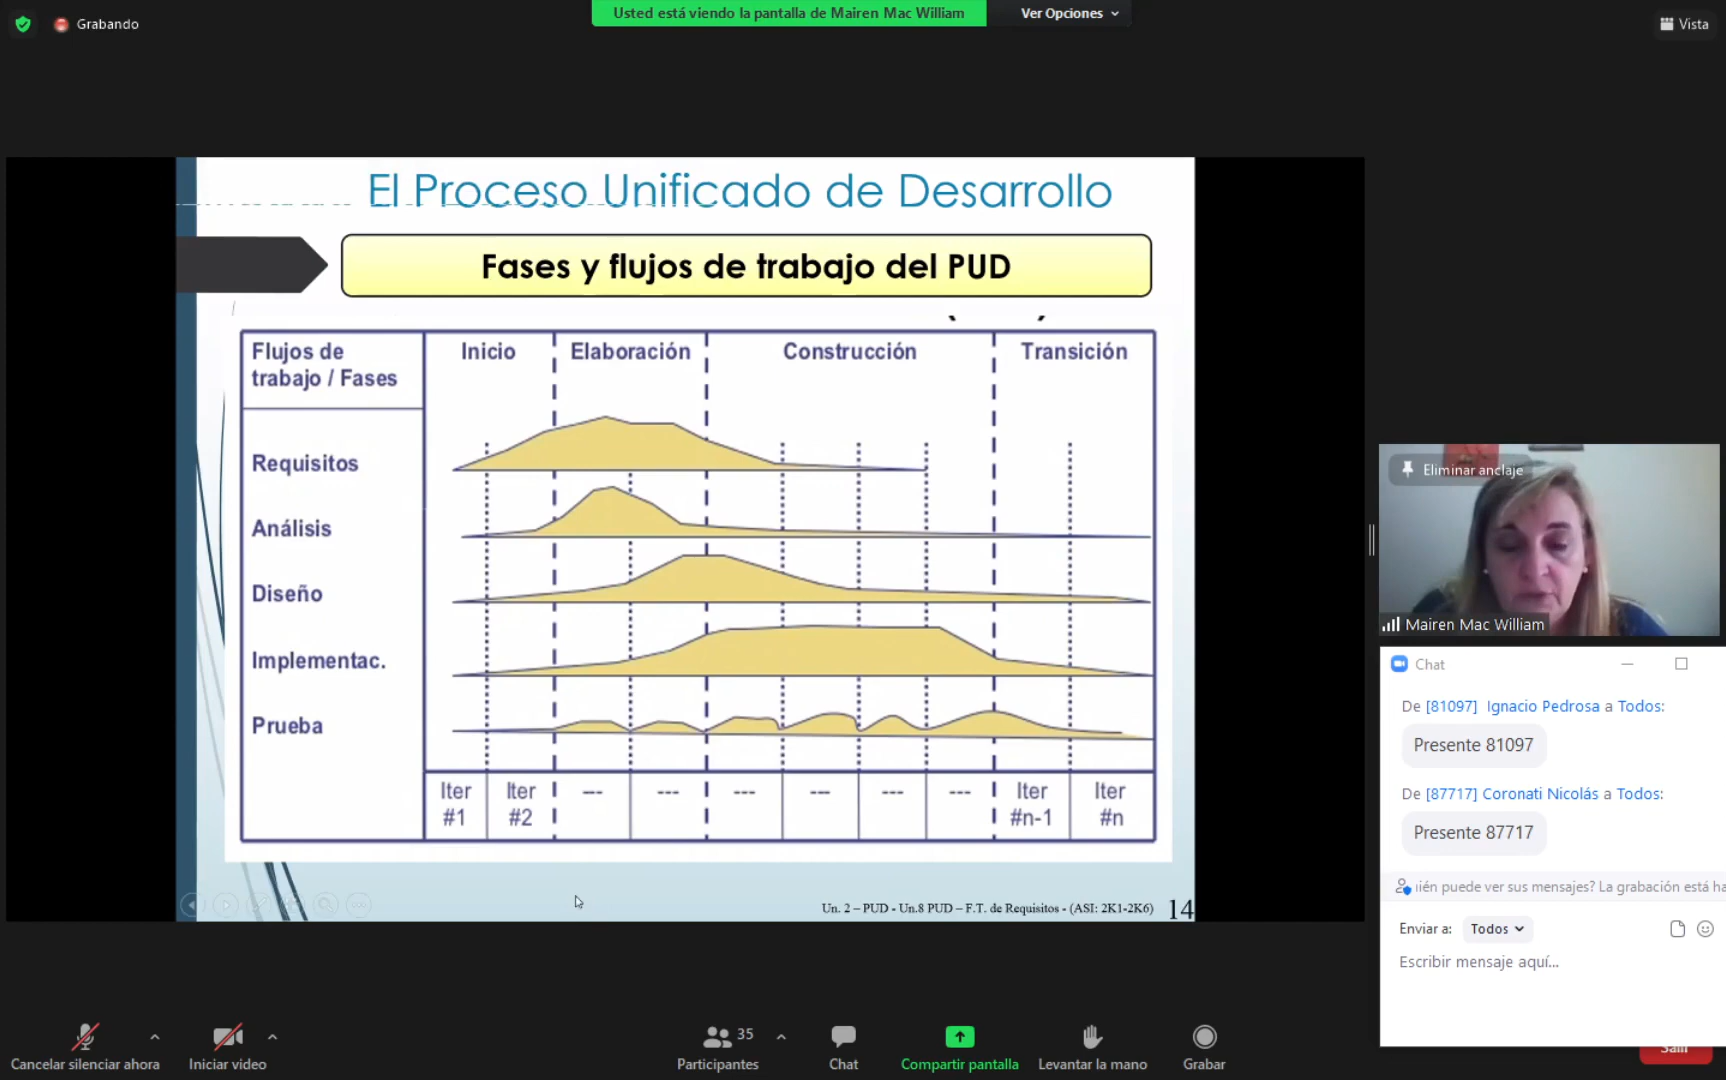 Grabando
Usted está viendo la pantalla de Mairen Mac William
Ver Opciones
Vista
El Proceso Unificado de Desarrollo
Fases y flujos de trabajo del PUD
Flujos de
trabajo / Fases
Inicio
Elaboración
Construcción
Transición
Requisitos
Análisis
Diseño
Implementac.
Prueba
Iter
#1
Iter
#2
---
---
---
---
---
---
Iter
#n-1
Iter
#n
Un. 2 – PUD - Un.8 PUD – F.T. de Requisitos - (ASI: 2K1-2K6)
14
Eliminar anclaje
Mairen Mac William
Chat
De [81097] Ignacio Pedrosa a Todos:
Presente 81097
De [87717] Coronati Nicolás a Todos:
Presente 87717
puede ver sus mensajes? La grabación está
Enviar a: Todos
Escribir mensaje aquí...
Cancelar silenciar ahora
Iniciar video
35
Participantes
Chat
Compartir pantalla
Levantar la mano
Grabar